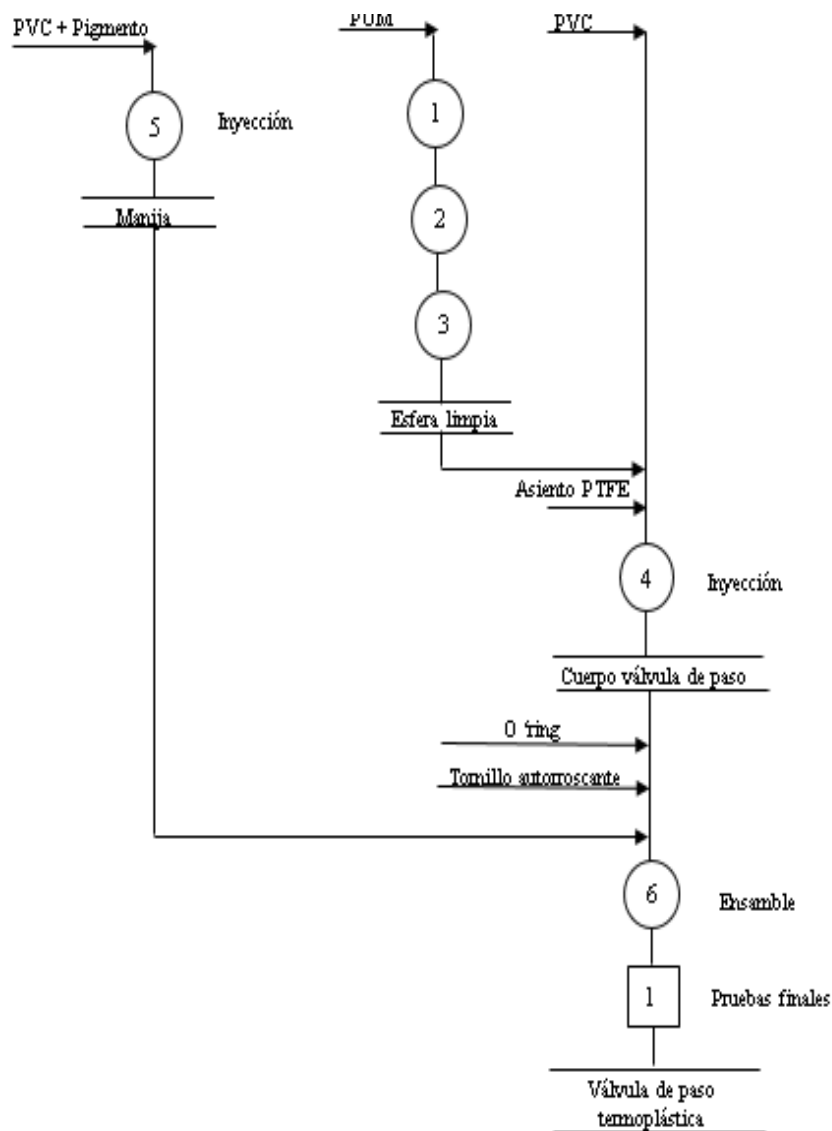 PVC + Pigmento
POM
PVC
5
Inyección
1
Manija
2
3
Esfera limpia
Asiento PTFE
4
Inyección
Cuerpo válvula de paso
O 'ring
Tornillo autorroscante
6
Ensamble
1
Pruebas finales
Válvula de paso
termoplástica